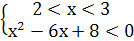 2 < x < 3
x² − 6x + 8 < 0